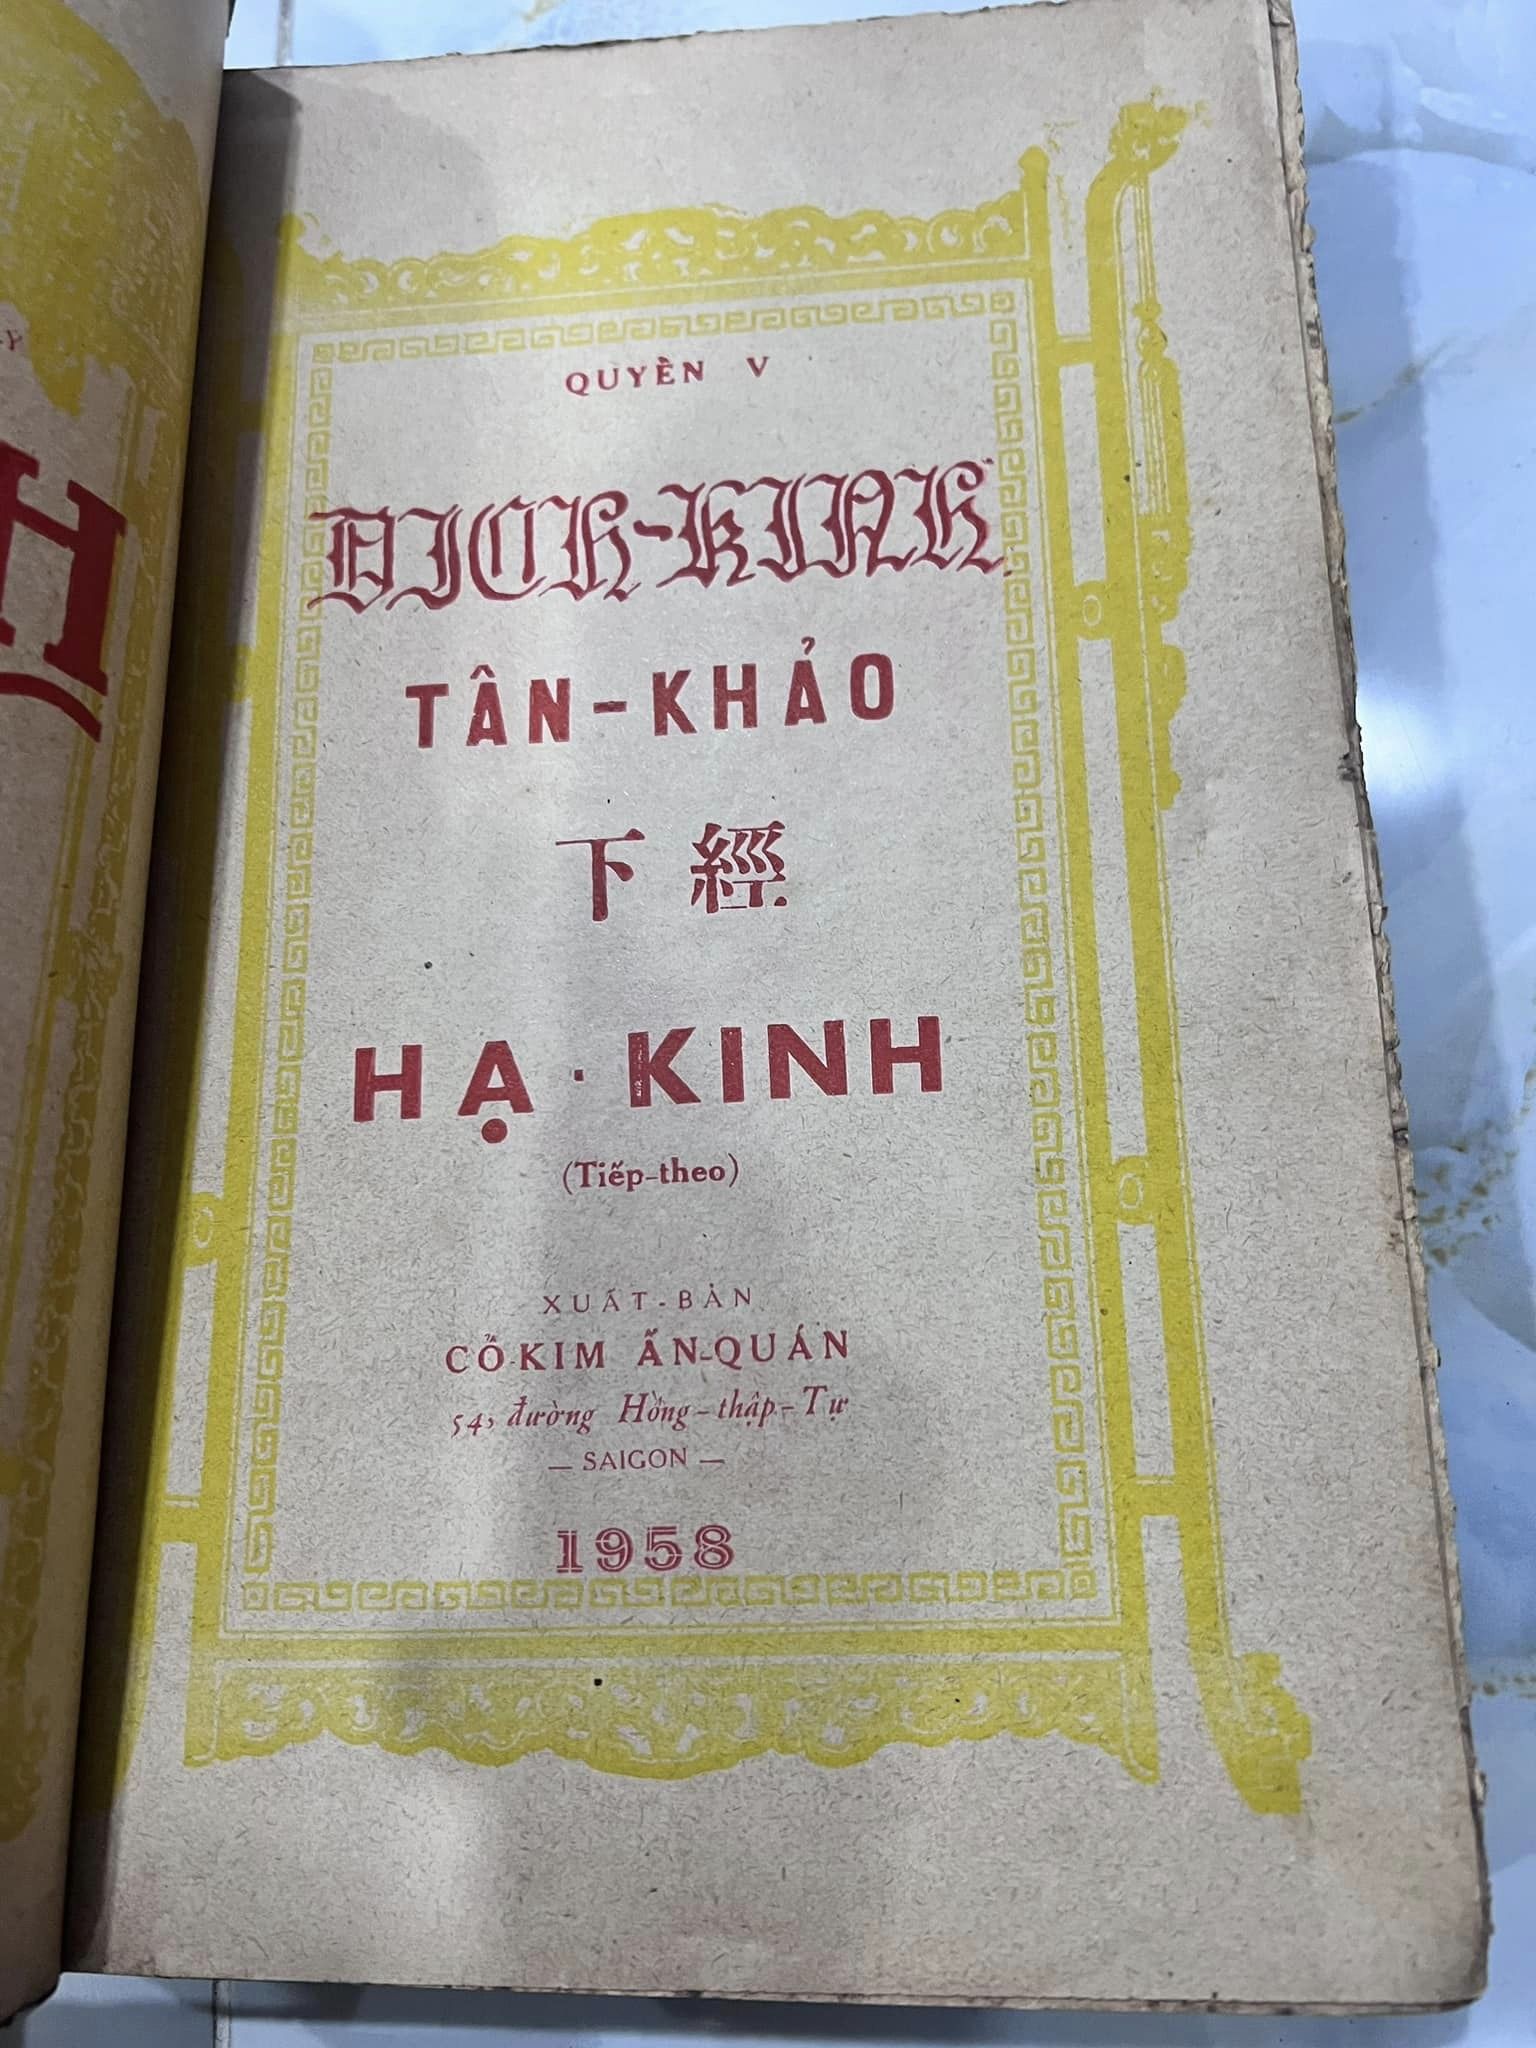 QUYỀN V
DỊCH-KINH
TÂN-KHẢO
下經
HẠ·KINH
(Tiếp-theo)
XUẤT-BẢN
CỔ-KIM ẤN-QUÁN
54, đường Hồng-thập-Tự
— SAIGON —
1958
H